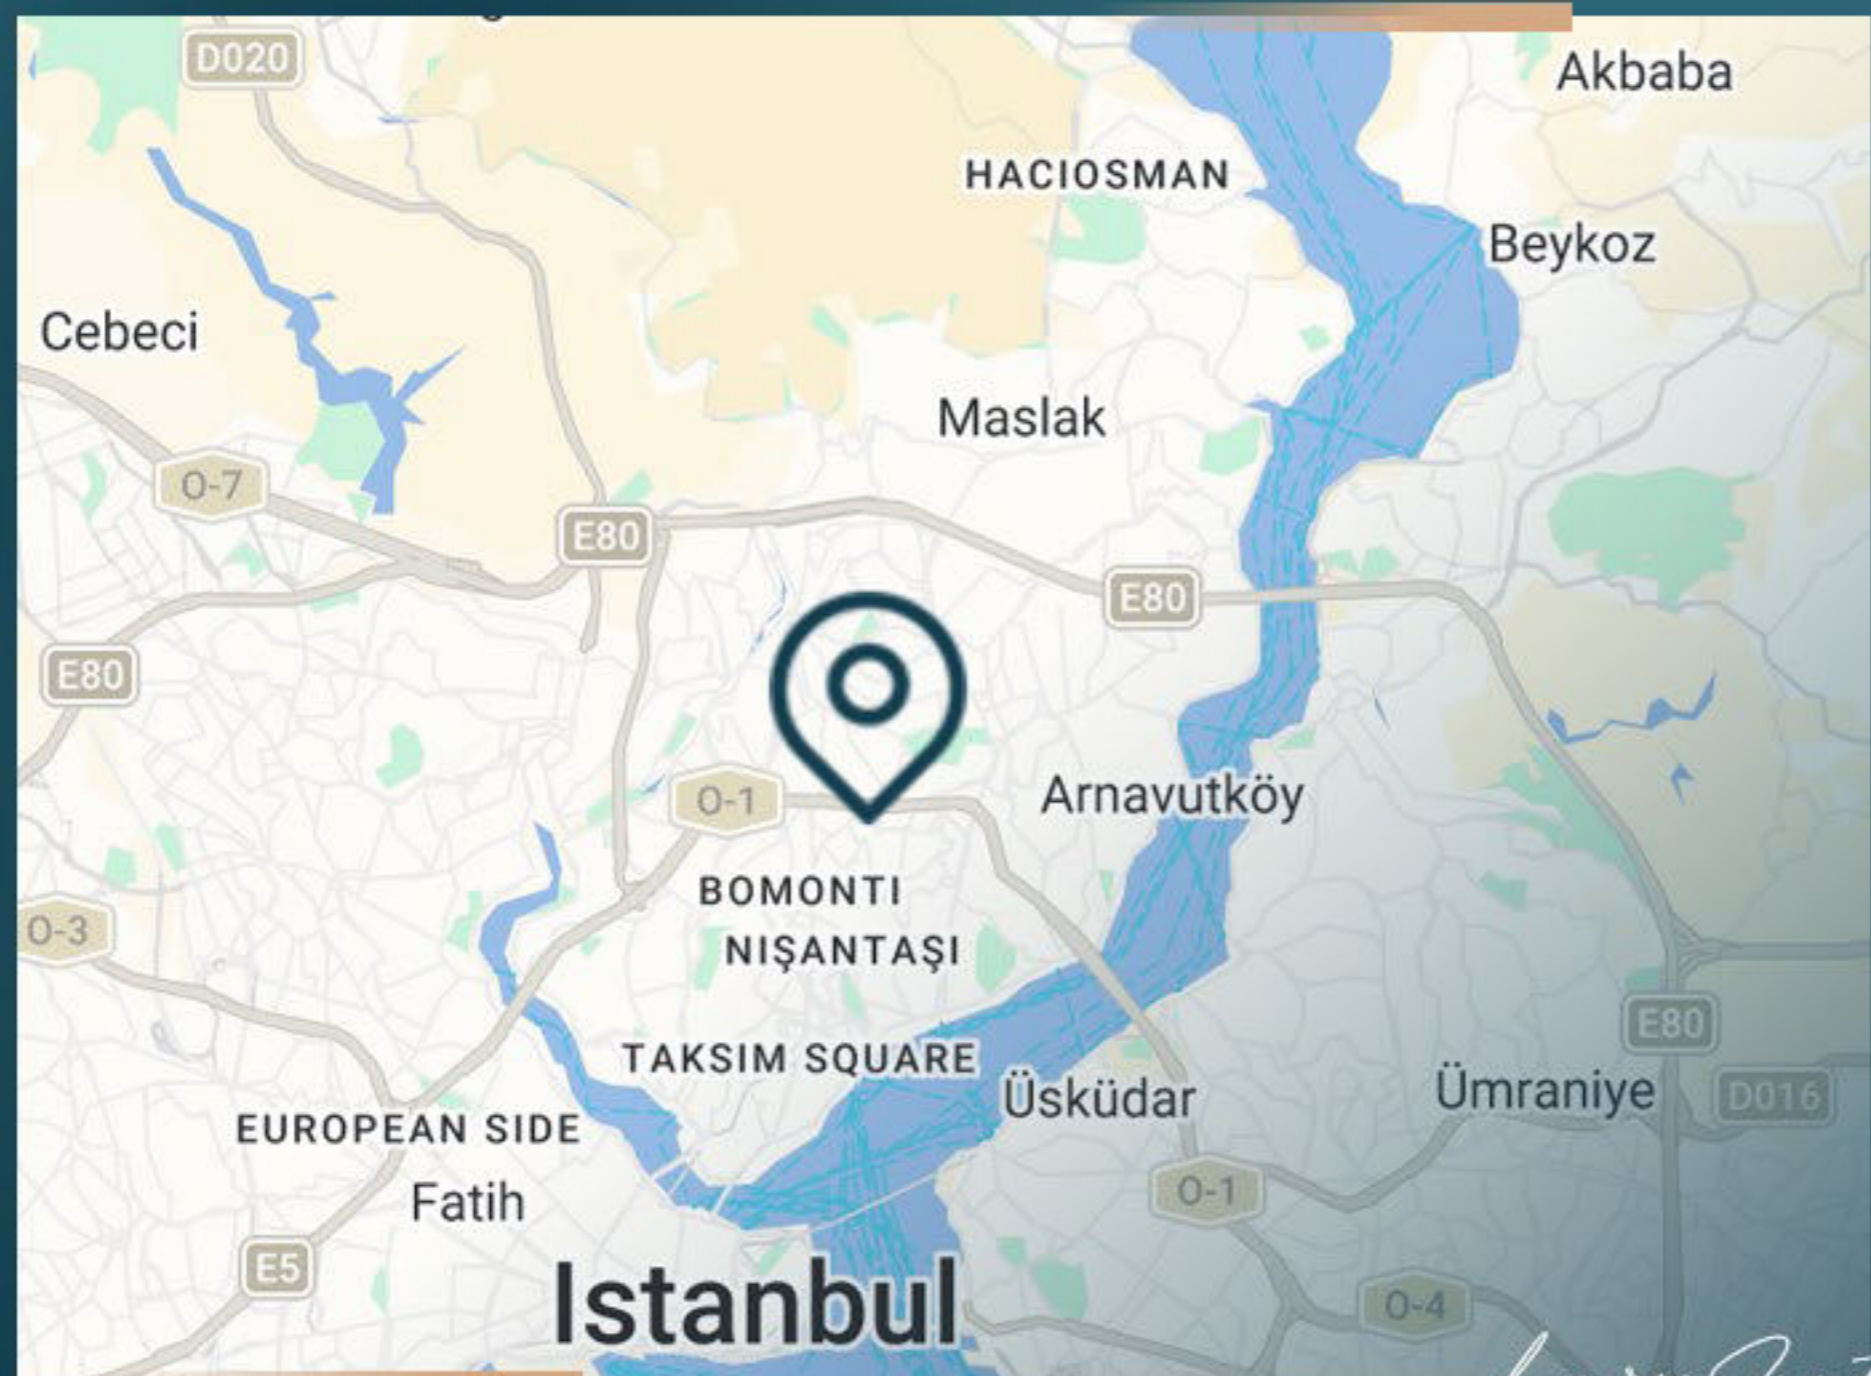 D020
Akbaba
HACIOSMAN
Beykoz
Cebeci
Maslak
O-7
E80
E80
E80
O-1
Arnavutköy
BOMONTI
O-3
NIŞANTAŞI
E80
TAKSIM SQUARE
Üsküdar
Ümraniye
D016
EUROPEAN SIDE
Fatih
O-1
E5
Istanbul
O-4